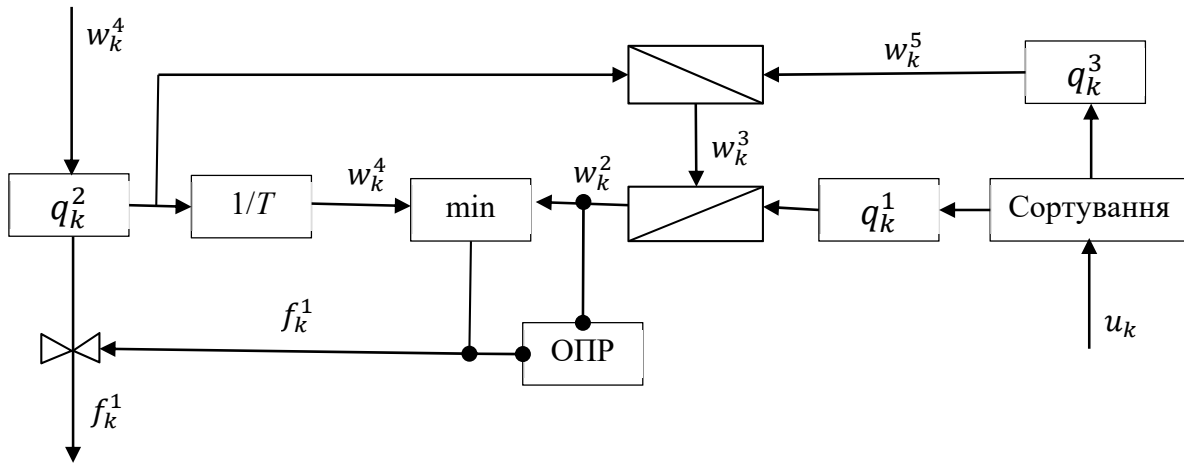 w_k^4
w_k^5
q_k^3
w_k^3
q_k^2
1/T
w_k^4
min
w_k^2
q_k^1
Сортування
f_k^1
ОПР
u_k
f_k^1